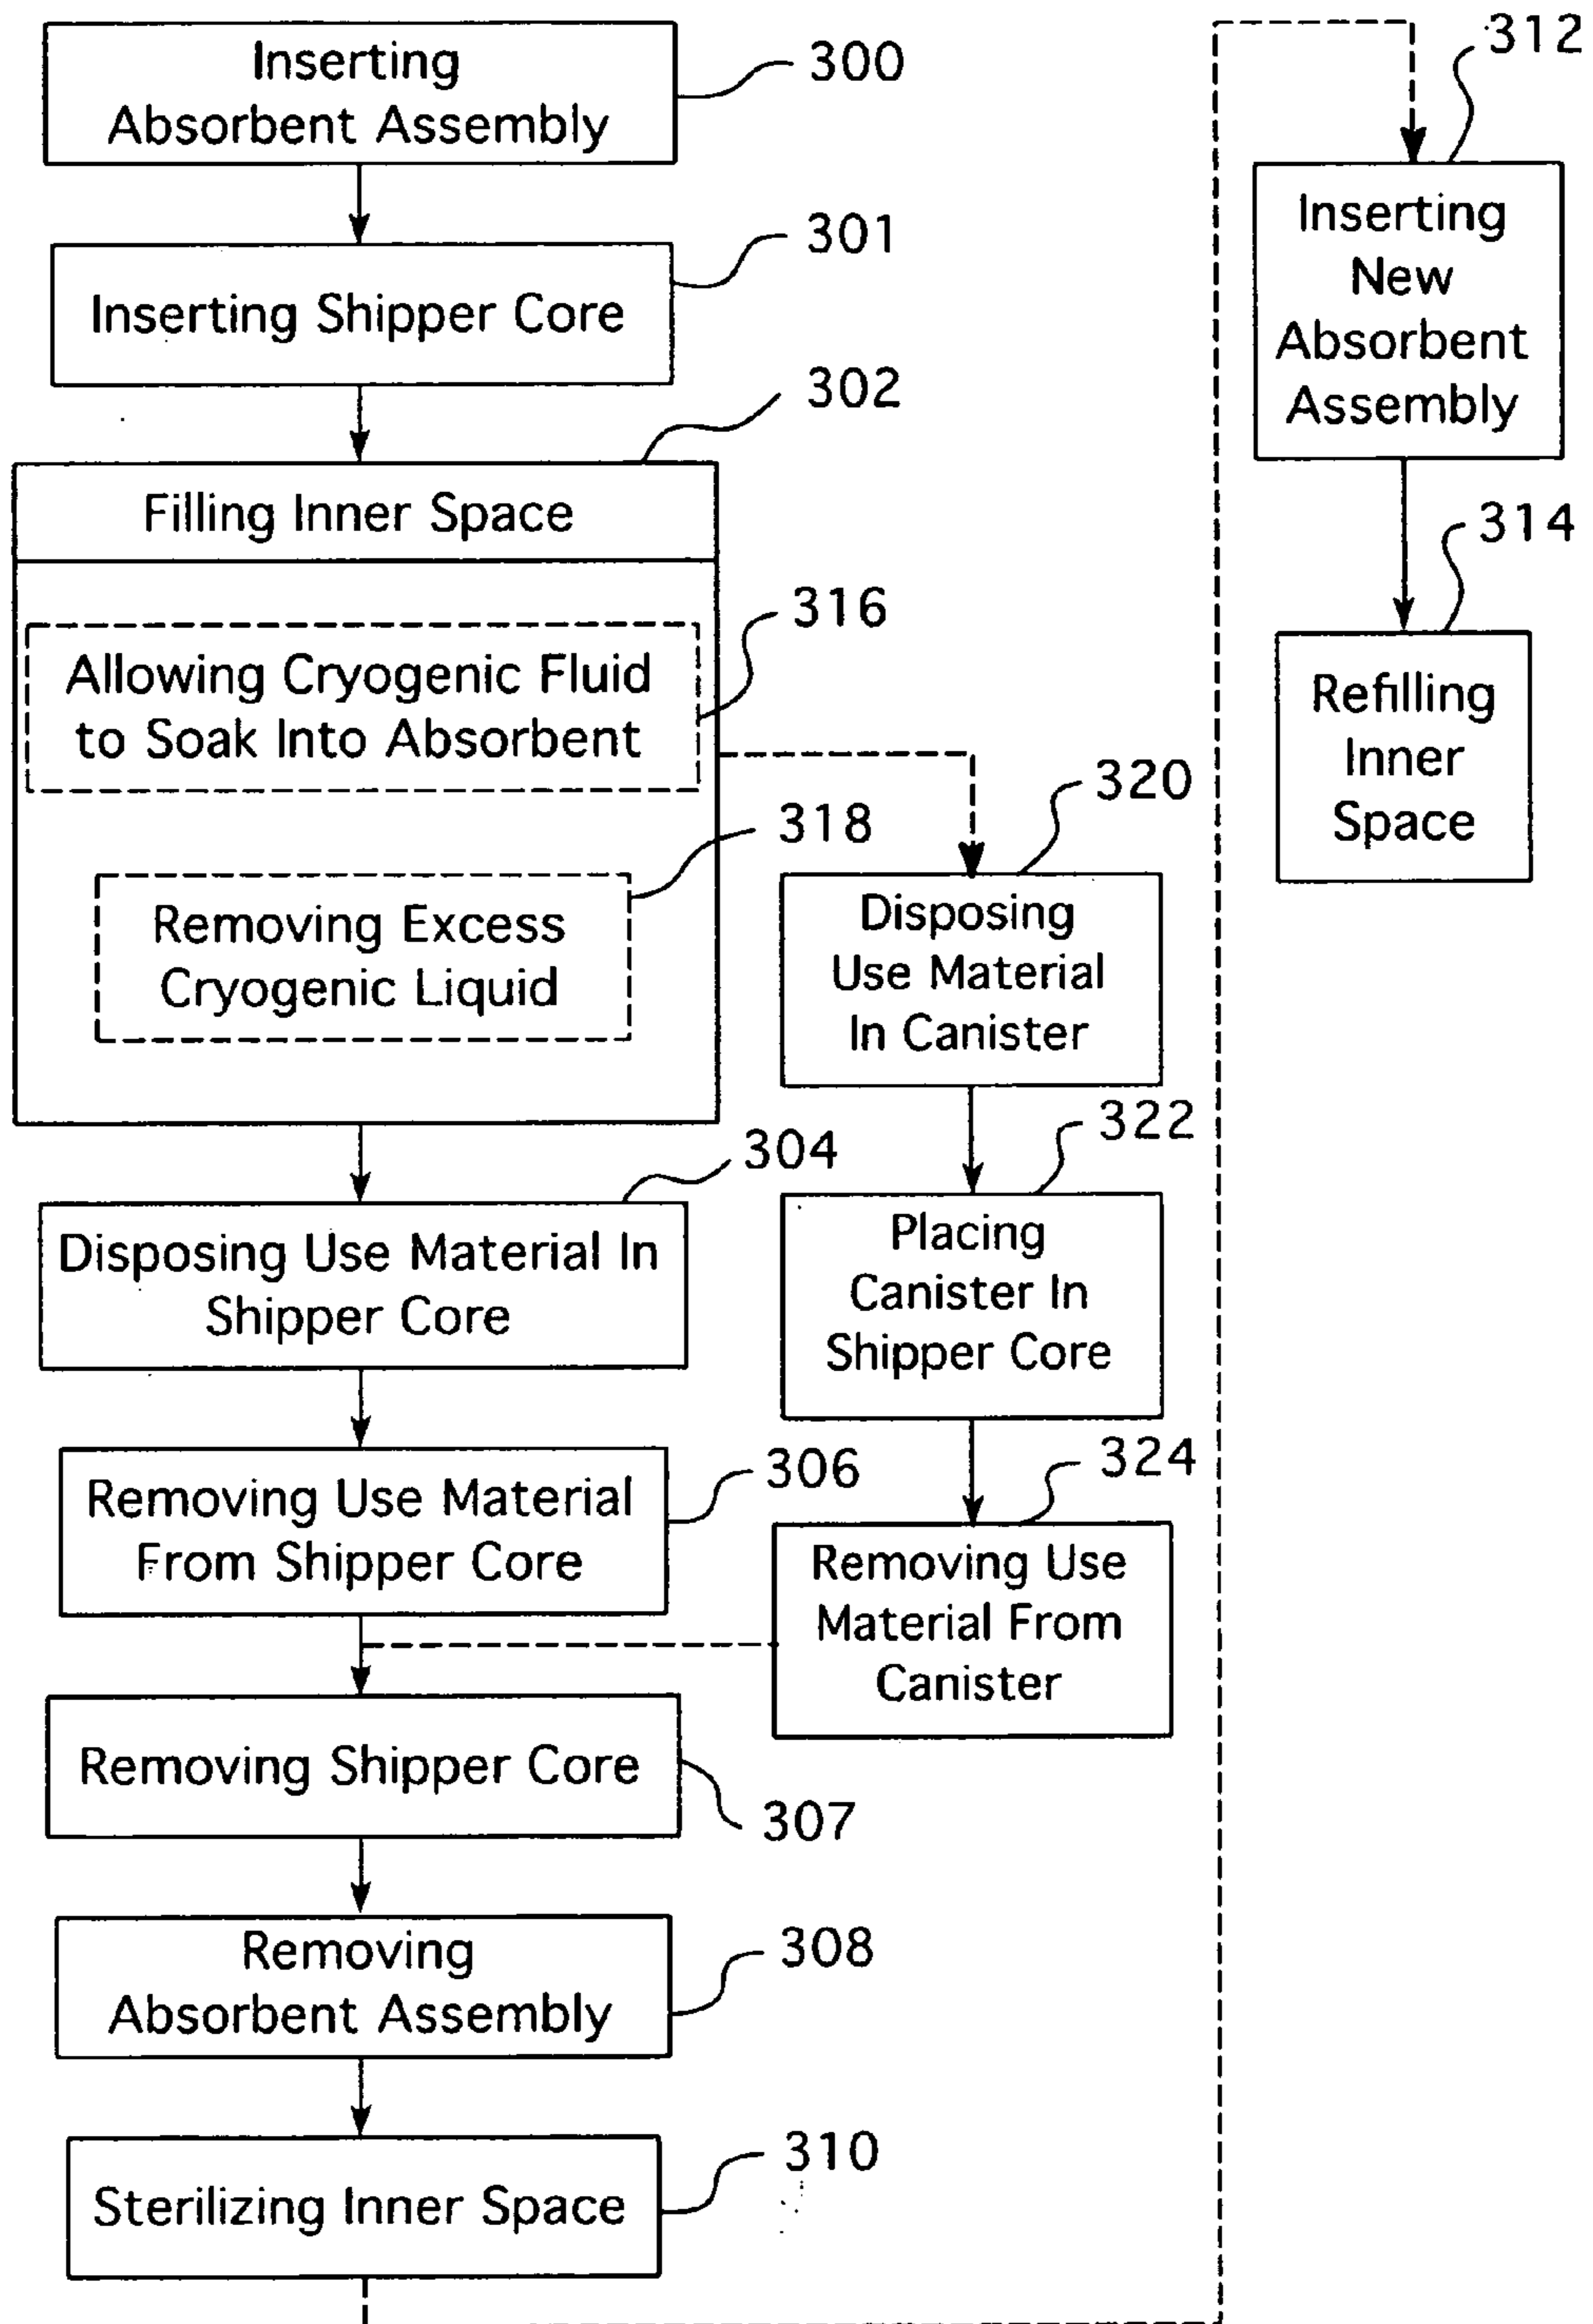 Inserting
Absorbent Assembly
300
Inserting Shipper Core
301
302
Filling Inner Space
316
Allowing Cryogenic Fluid
to Soak Into Absorbent
318
Removing Excess
Cryogenic Liquid
304
Disposing Use Material In
Shipper Core
Removing Use Material
From Shipper Core
306
Removing Shipper Core
307
Removing
Absorbent Assembly
308
Sterilizing Inner Space
310
320
Disposing
Use Material
In Canister
322
Placing
Canister In
Shipper Core
324
Removing Use
Material From
Canister
312
Inserting
New
Absorbent
Assembly
314
Refilling
Inner
Space